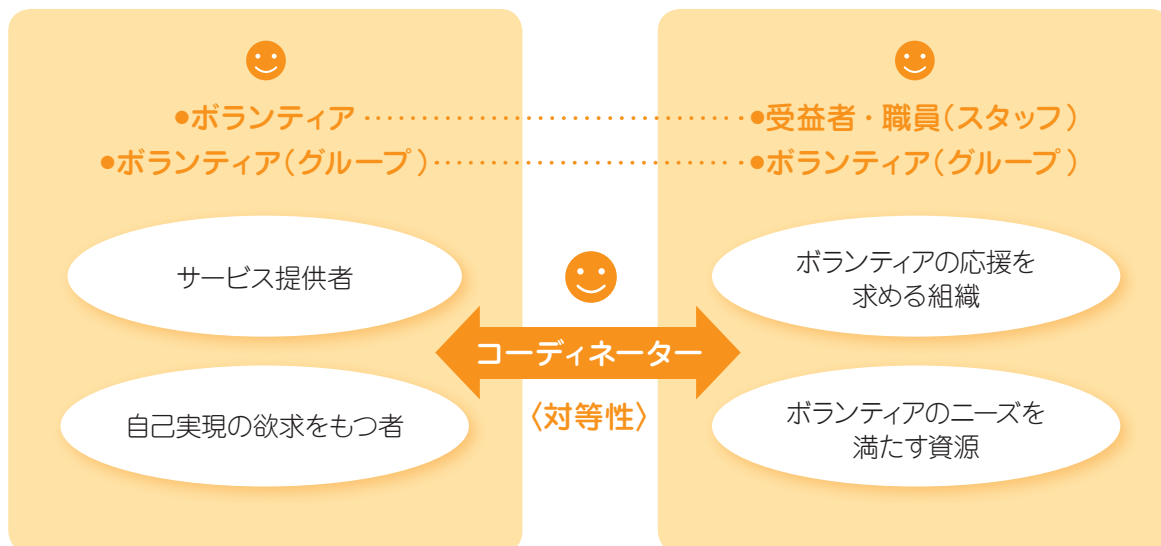 ●ボランティア ‥‥‥‥‥‥‥‥‥‥‥‥‥‥‥‥ ●受益者・職員(スタッフ)
●ボランティア(グループ)‥‥‥‥‥‥‥‥‥‥‥‥‥ ●ボランティア(グループ)
サービス提供者
ボランティアの応援を
求める組織
コーディネーター
〈対等性〉
自己実現の欲求をもつ者
ボランティアのニーズを
満たす資源